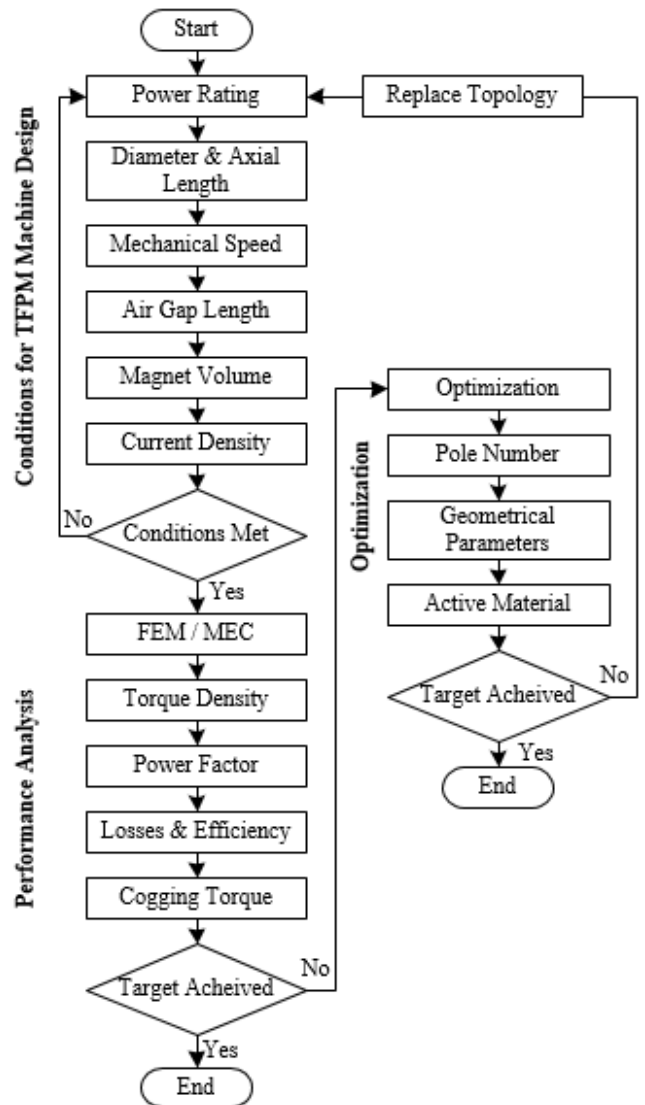 Start
Power Rating
Replace Topology
Diameter & Axial
Length
Mechanical Speed
Air Gap Length
Magnet Volume
Current Density
No
Conditions Met
Yes
Conditions for TFPM Machine Design
FEM / MEC
Torque Density
Power Factor
Losses & Efficiency
Cogging Torque
Target Acheived
No
Yes
End
Performance Analysis
Optimization
Pole Number
Geometrical
Parameters
Active Material
Target Acheived
No
Yes
End
Optimization